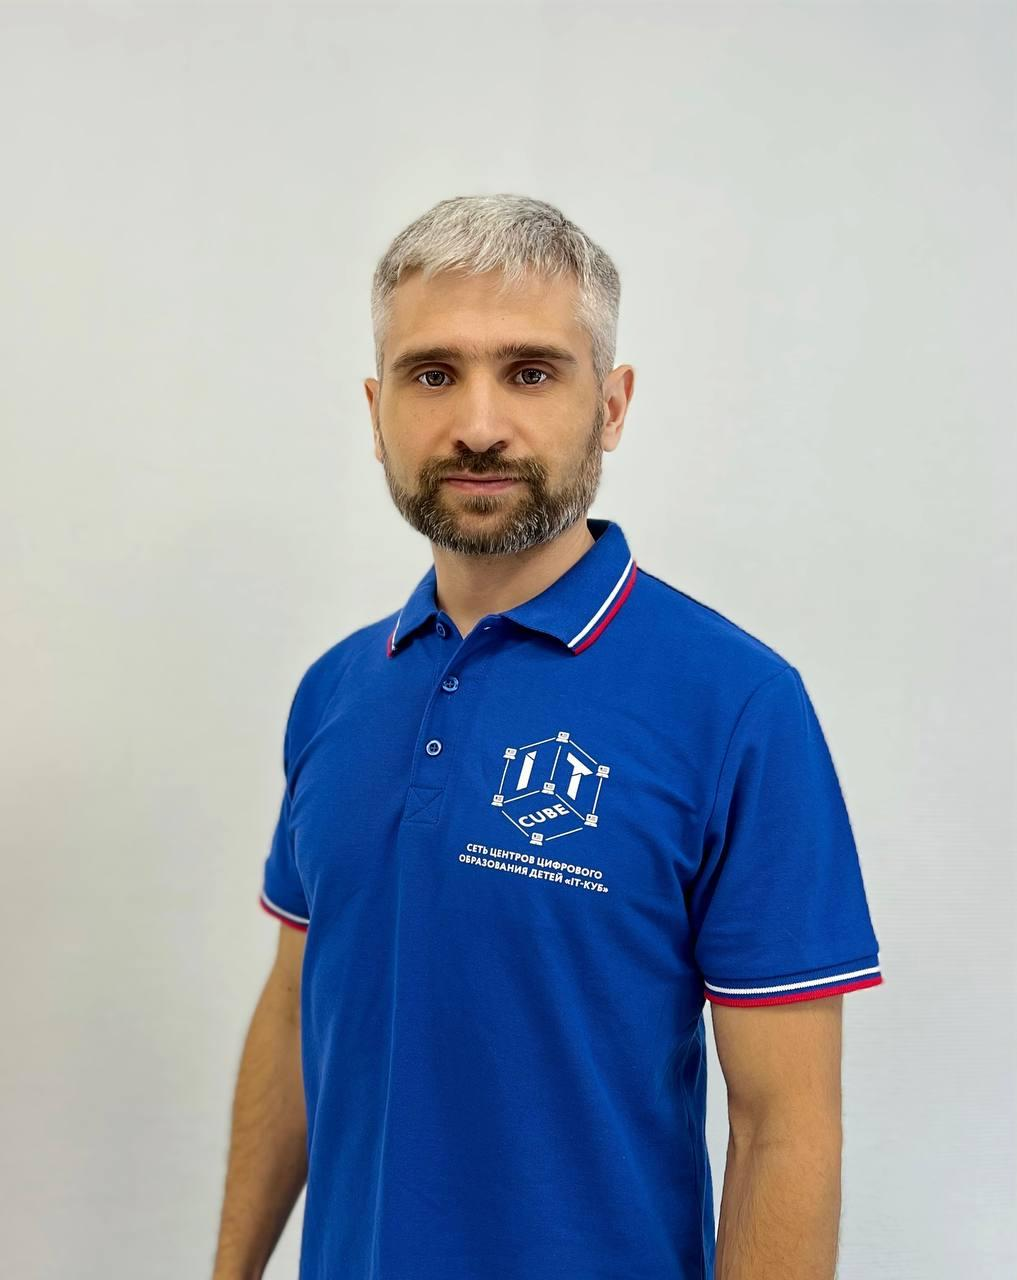 IT
CUBE
СЕТЬ ЦЕНТРОВ ЦИФРОВОГО
ОБРАЗОВАНИЯ ДЕТЕЙ «IT-КУБ»